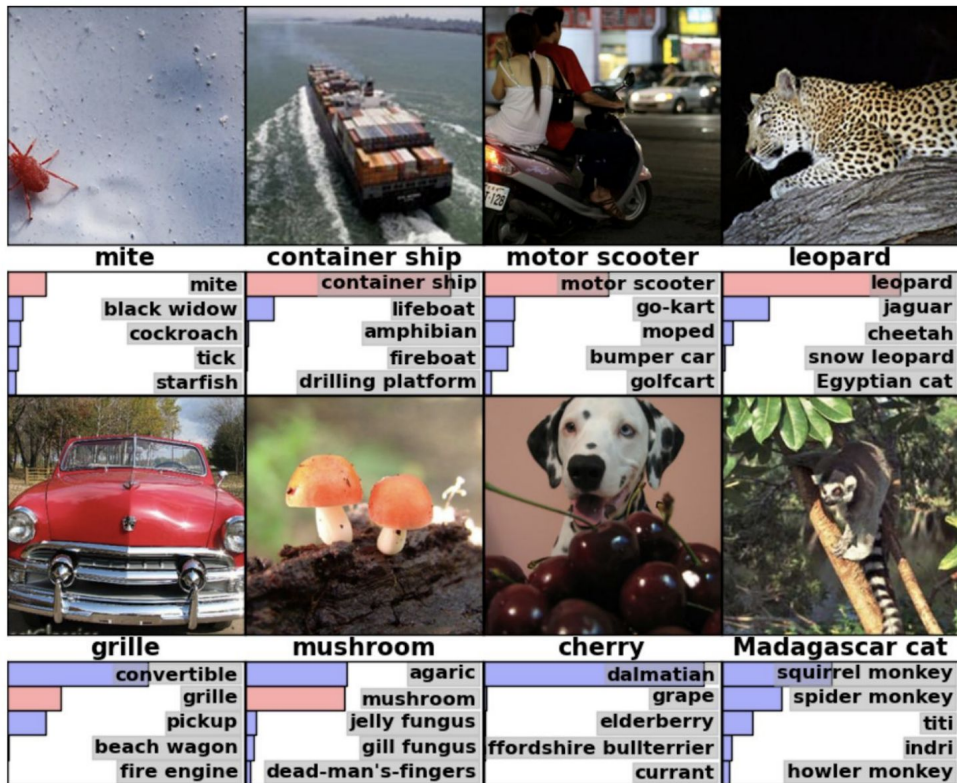 128
mite
container ship
motor scooter
leopard
mite
black widow
cockroach
tick
starfish
container ship
lifeboat
amphibian
fireboat
drilling platform
motor scooter
go-kart
moped
bumper car
golfcart
leopard
jaguar
cheetah
snow leopard
Egyptian cat
grille
mushroom
cherry
Madagascar cat
convertible
grille
pickup
beach wagon
fire engine
agaric
mushroom
jelly fungus
gill fungus
dead-man's-fingers
dalmatian
grape
elderberry
ffordshire bullterrier
currant
squirrel monkey
spider monkey
titi
indri
howler monkey